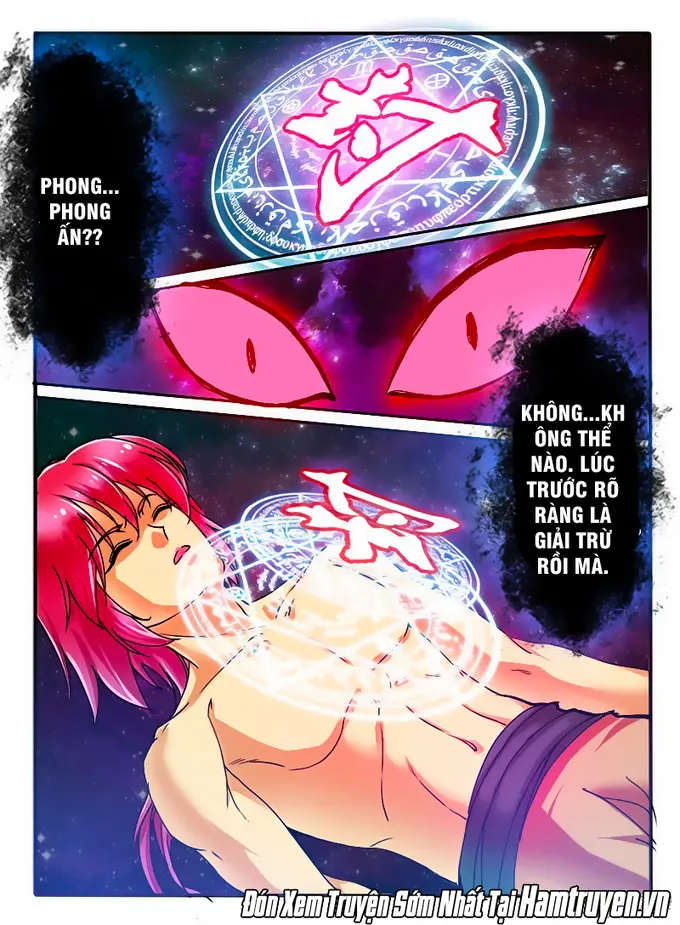 PHONG...
PHONG
ẤN??
KHÔNG...KH
ÔNG THỂ
NÀO. LÚC
TRƯỚC RÕ
RÀNG LÀ
GIẢI TRỪ
RỒI MÀ.
Đón Xem Truyện Sớm Nhất Tại Hamtruyen.vn